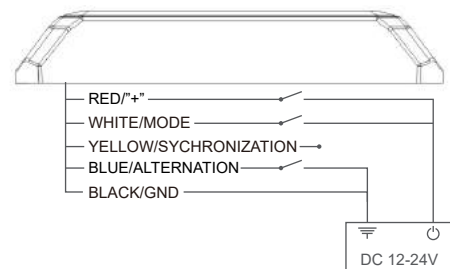 RED/"+"
WHITE/MODE
YELLOW/SYCHRONIZATION
BLUE/ALTERNATION
BLACK/GND
DC 12-24V